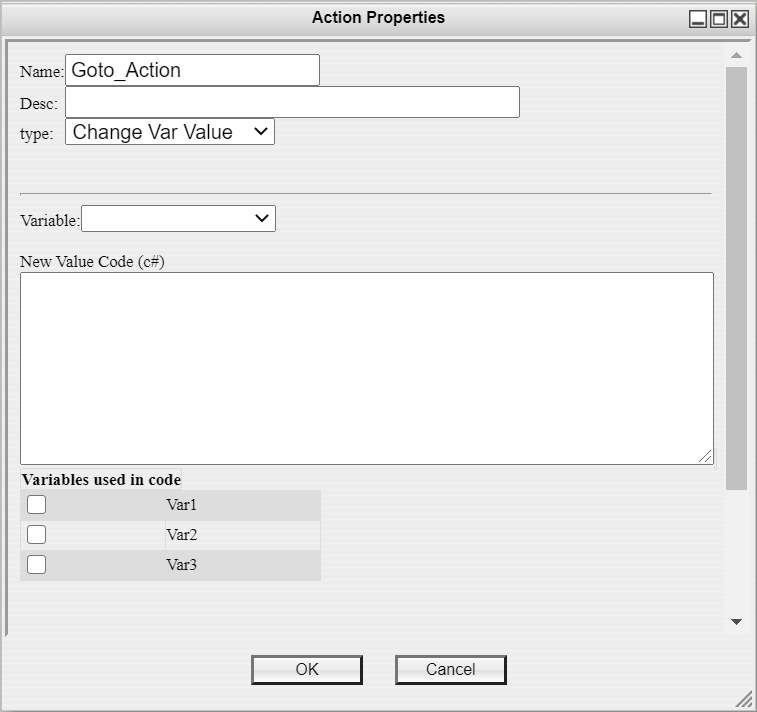 Action Properties
Name: Goto_Action
Desc:
type: Change Var Value
Variable:
New Value Code (c#)
Variables used in code
Var1
Var2
Var3
OK Cancel